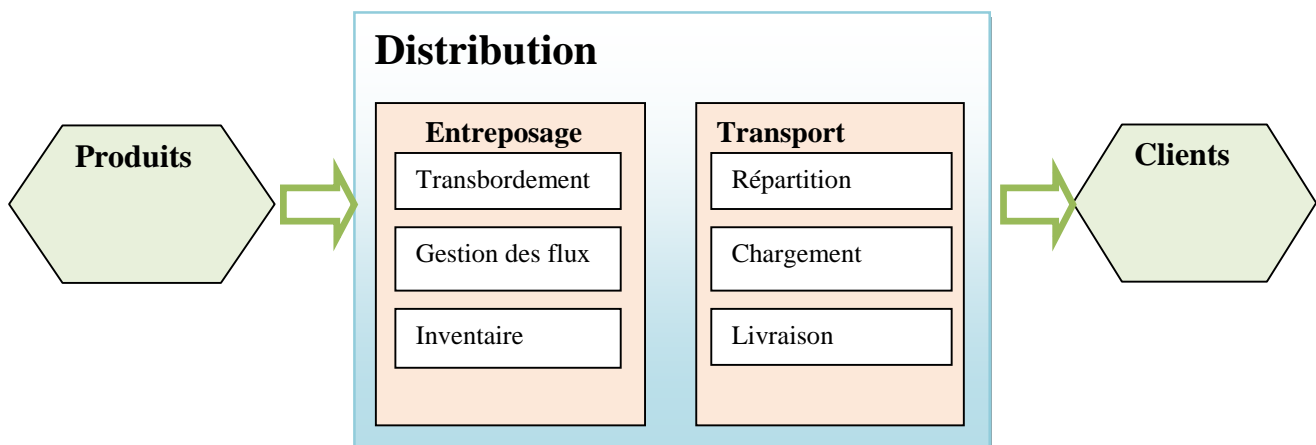 Distribution
Produits
Entreposage
Transbordement
Gestion des flux
Inventaire
Transport
Répartition
Chargement
Livraison
Clients